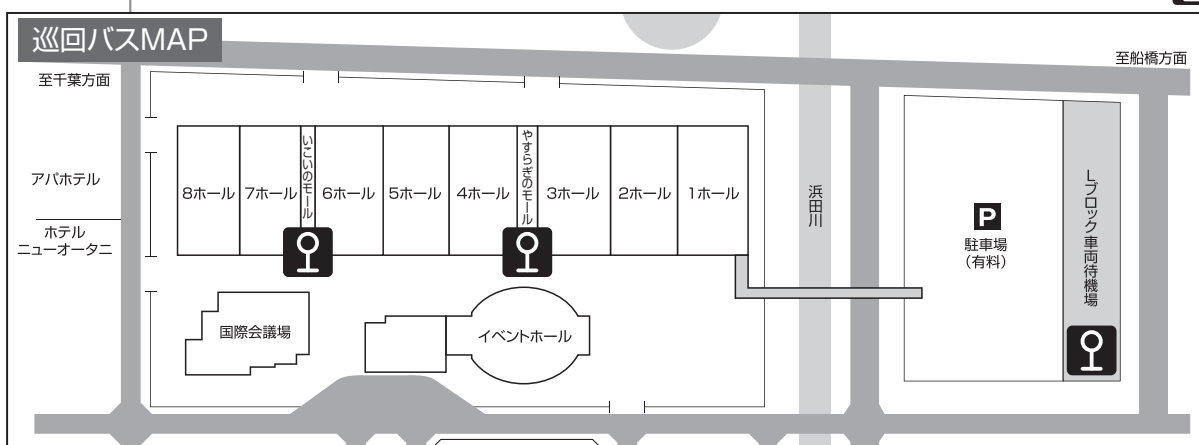 巡回バスMAP
至船橋方面
至千葉方面
アパホテル
ホテル
ニューオータニ
8ホール
7ホール
いこいのモール
6ホール
5ホール
4ホール
やすらぎのモール
3ホール
2ホール
1ホール
浜田川
P
駐車場
(有料)
Lブロック車両待機場
国際会議場
イベントホール